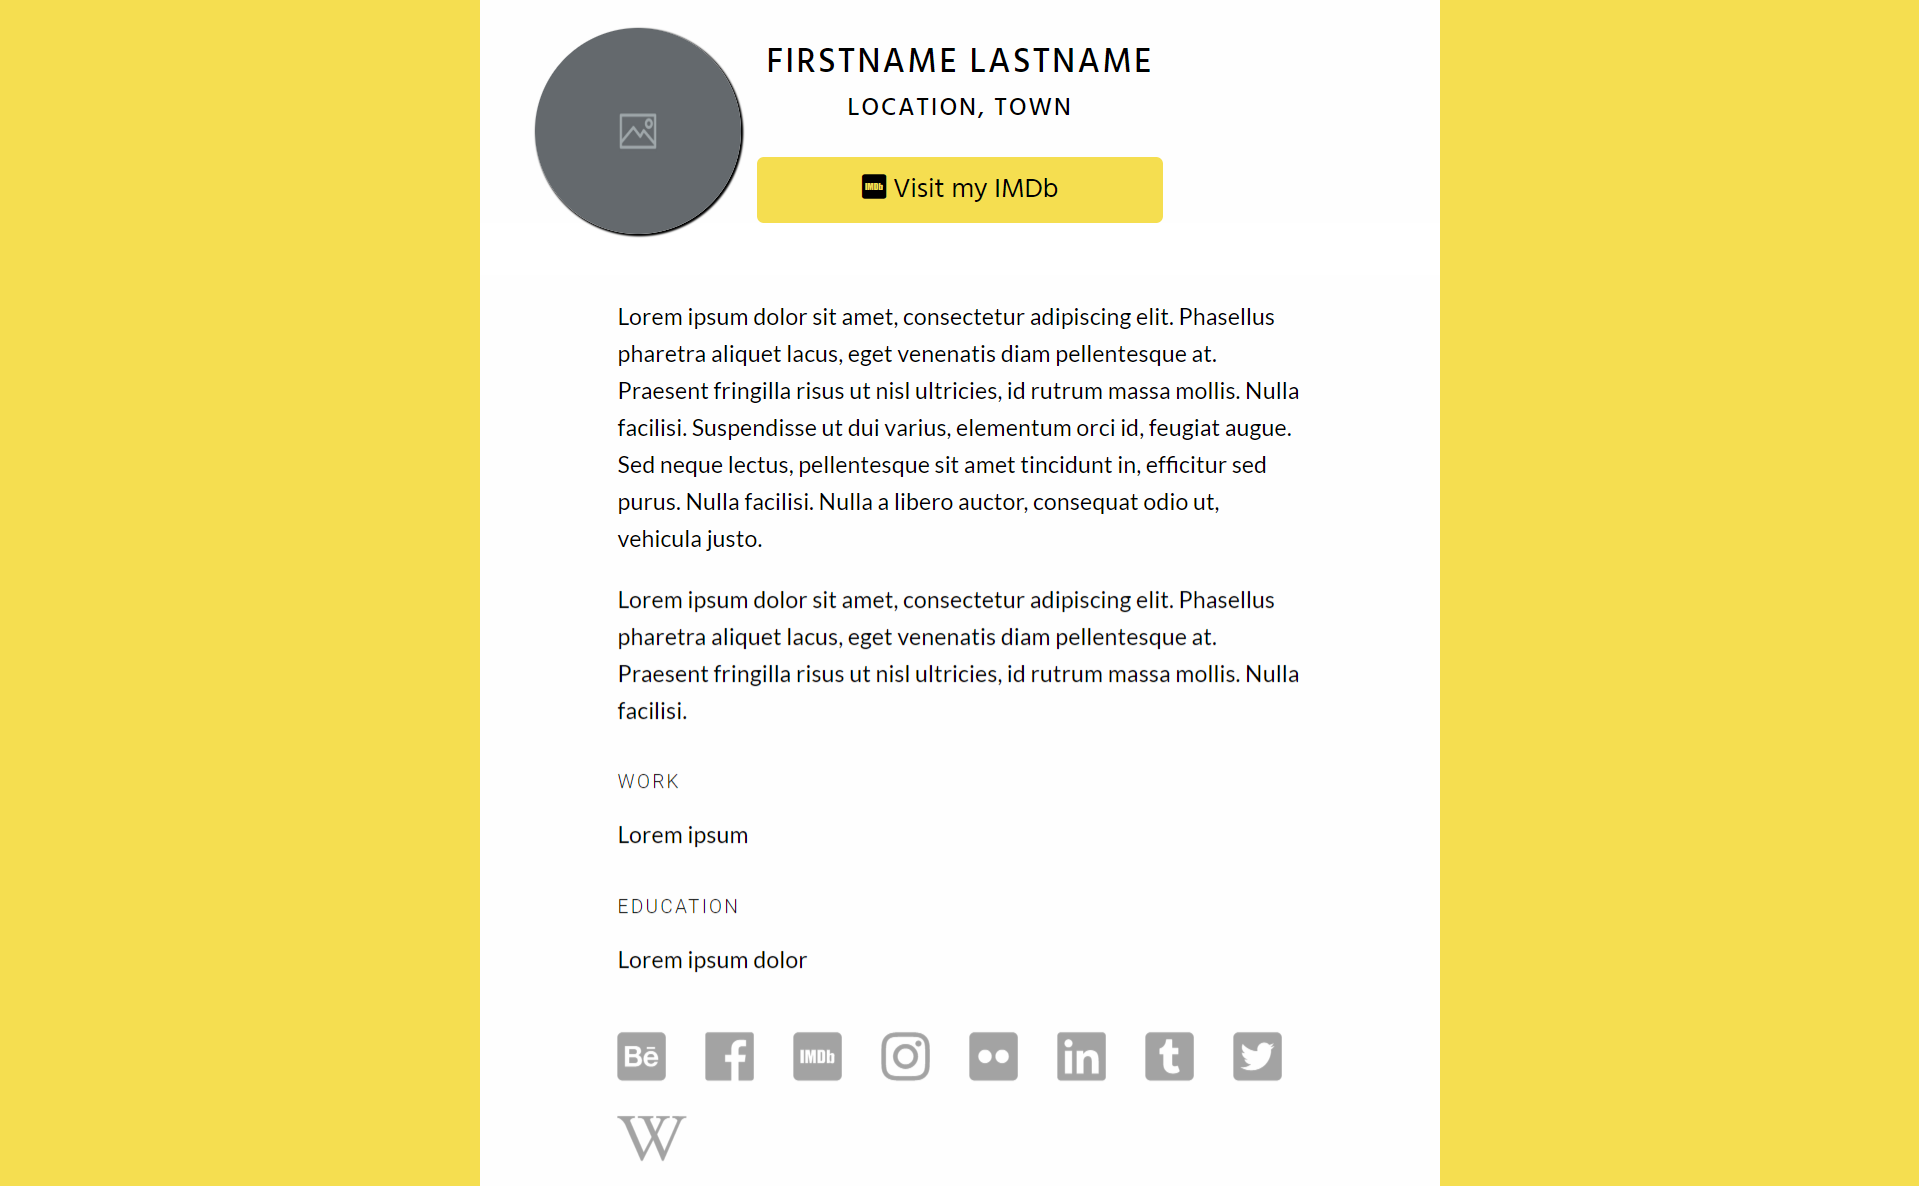 FIRSTNAME LASTNAME
LOCATION, TOWN
IMDb Visit my IMDb
Lorem ipsum dolor sit amet, consectetur adipiscing elit. Phasellus
pharetra aliquet lacus, eget venenatis diam pellentesque at.
Praesent fringilla risus ut nisl ultricies, id rutrum massa mollis. Nulla
facilisi. Suspendisse ut dui varius, elementum orci id, feugiat augue.
Sed neque lectus, pellentesque sit amet tincidunt in, efficitur sed
purus. Nulla facilisi. Nulla a libero auctor, consequat odio ut,
vehicula justo.
Lorem ipsum dolor sit amet, consectetur adipiscing elit. Phasellus
pharetra aliquet lacus, eget venenatis diam pellentesque at.
Praesent fringilla risus ut nisl ultricies, id rutrum massa mollis. Nulla
facilisi.
WORK
Lorem ipsum
EDUCATION
Lorem ipsum dolor
Bē f IMDb in t
W